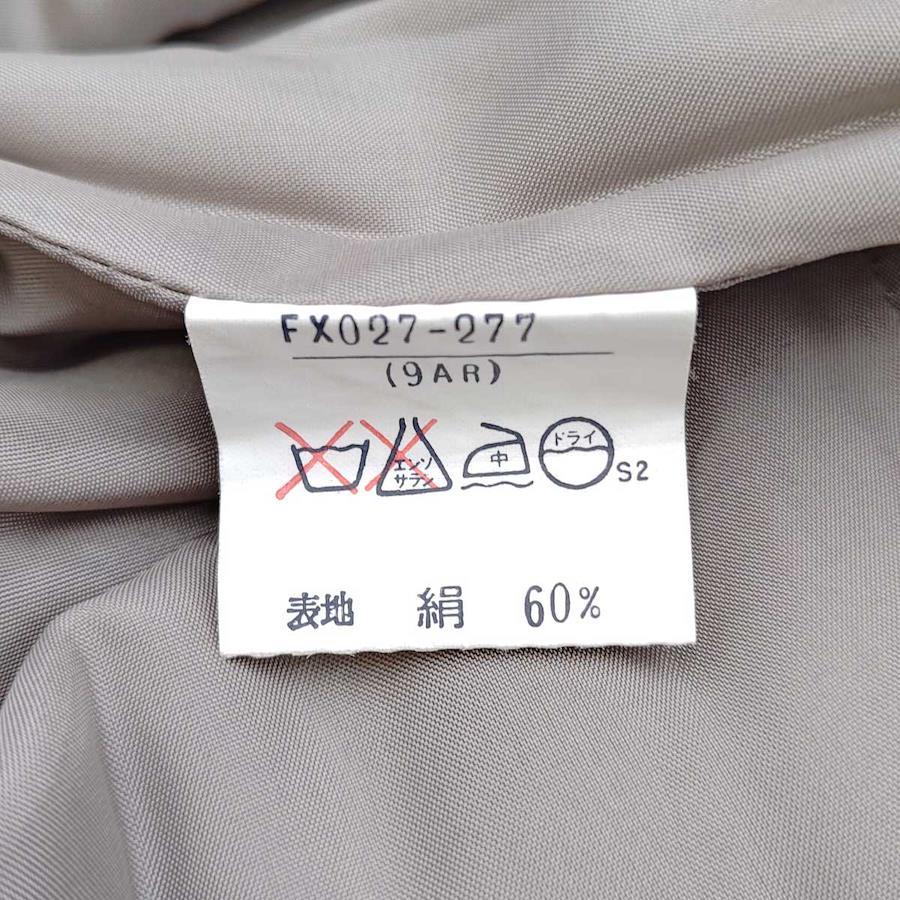 FX027-277
(9AR)
エンソ
サラシ
中
ドライ
S2
表地 絹 60%